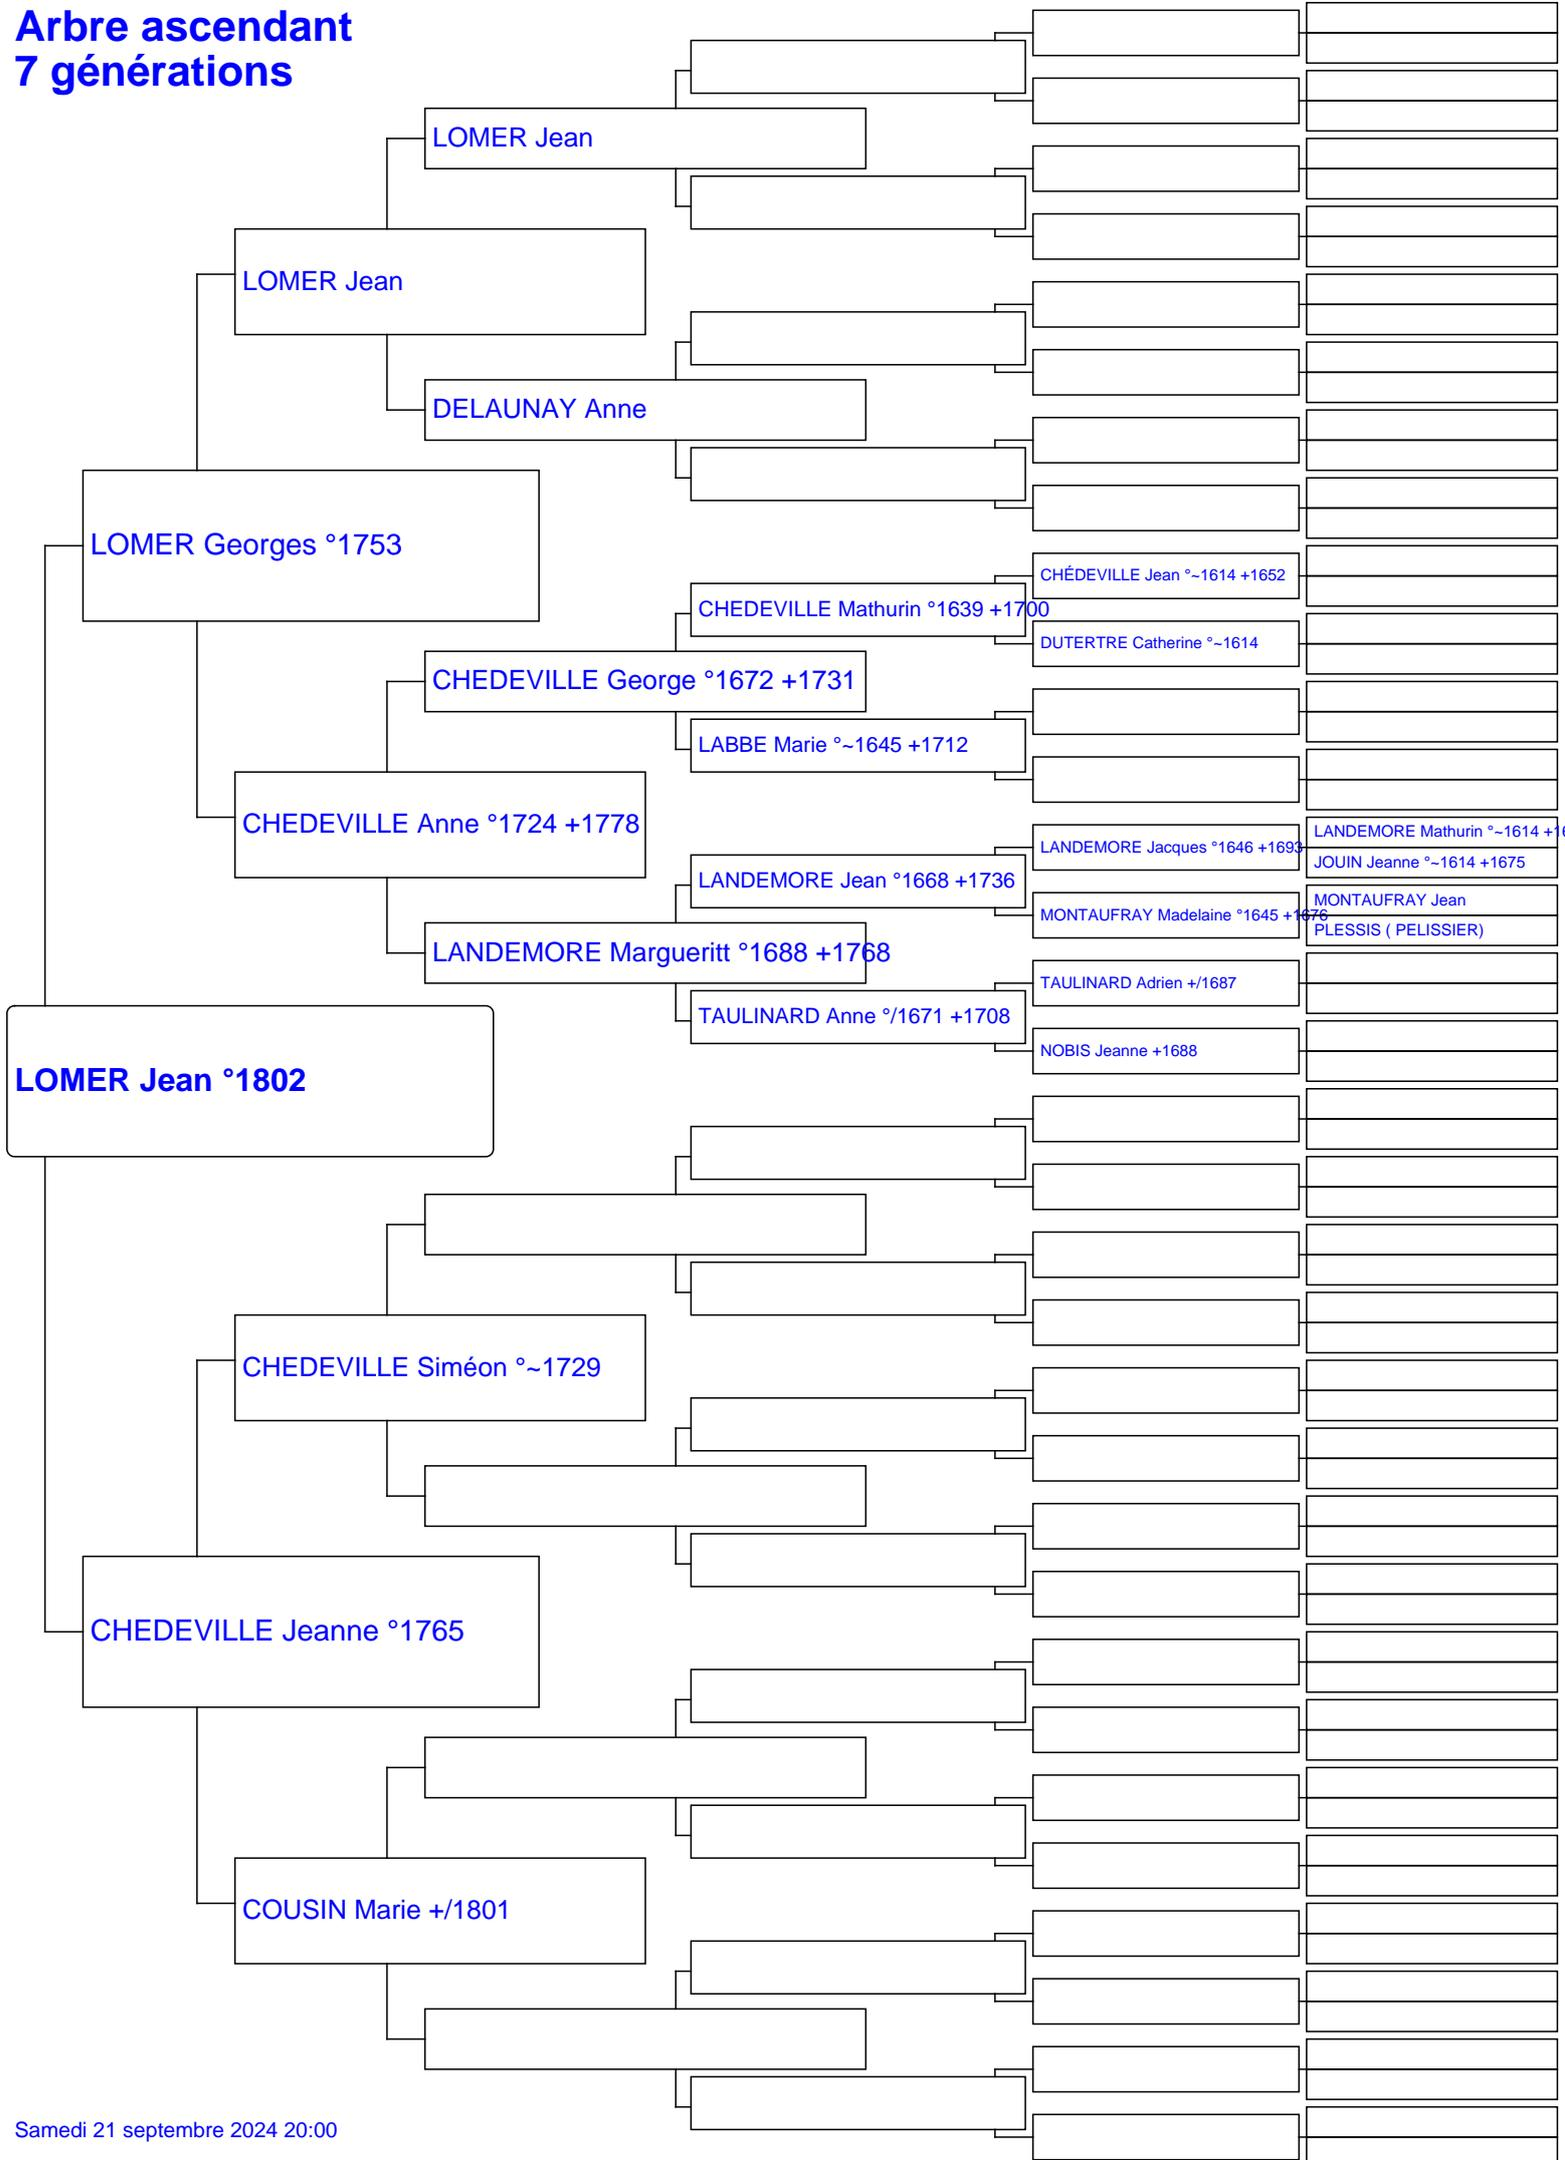 Arbre ascendant
7 générations
LOMER Jean
LOMER Jean
DELAUNAY Anne
LOMER Georges °1753
CHÉDEVILLE Jean °~1614 +1652
CHEDEVILLE Mathurin °1639 +1700
DUTERTRE Catherine °~1614
CHEDEVILLE George °1672 +1731
LABBE Marie °~1645 +1712
CHEDEVILLE Anne °1724 +1778
LANDEMORE Mathurin °~1614
LANDEMORE Jacques °1646 +1693
JOUIN Jeanne °~1614 +1675
LANDEMORE Jean °1668 +1736
MONTAUFRAY Jean
MONTAUFRAY Madelaine °1645 +1676
PLESSIS ( PELISSIER)
LANDEMORE Margueritt °1688 +1768
TAULINARD Adrien +/1687
TAULINARD Anne °/1671 +1708
NOBIS Jeanne +1688
LOMER Jean °1802
CHEDEVILLE Siméon °~1729
CHEDEVILLE Jeanne °1765
COUSIN Marie +/1801
Samedi 21 septembre 2024 20:00